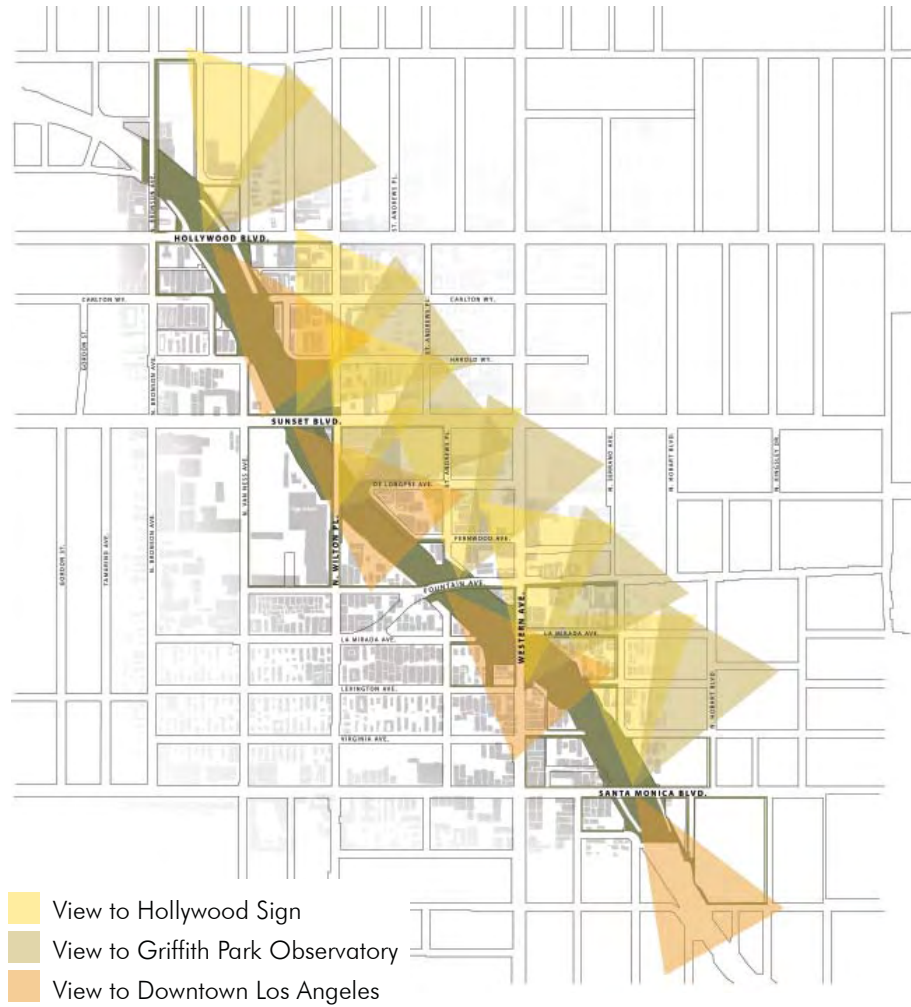 ST. ANDREWS PL.
N. BRONSON AVE.
HOLLYWOOD BLVD.
CARLTON WY.
CARLTON WY.
ST. ANDREWS PL.
GORDON ST.
HAROLD WY.
N. BRONSON AVE.
SUNSET BLVD.
N. VAN NESS AVE.
ST. ANDREWS PL.
N. SERRANO AVE.
N. HOBART BLVD.
N. KINGSLEY DR.
DE LONGPRE AVE.
N. WILTON PL.
FERNWOOD AVE.
GORDON ST.
TAMARIND AVE.
N. BRONSON AVE.
FOUNTAIN AVE.
WESTERN AVE.
LA MIRADA AVE.
LA MIRADA AVE.
LEXINGTON AVE.
N. HOBART BLVD.
VIRGINIA AVE.
SANTA MONICA BLVD.
View to Hollywood Sign
View to Griffith Park Observatory
View to Downtown Los Angeles